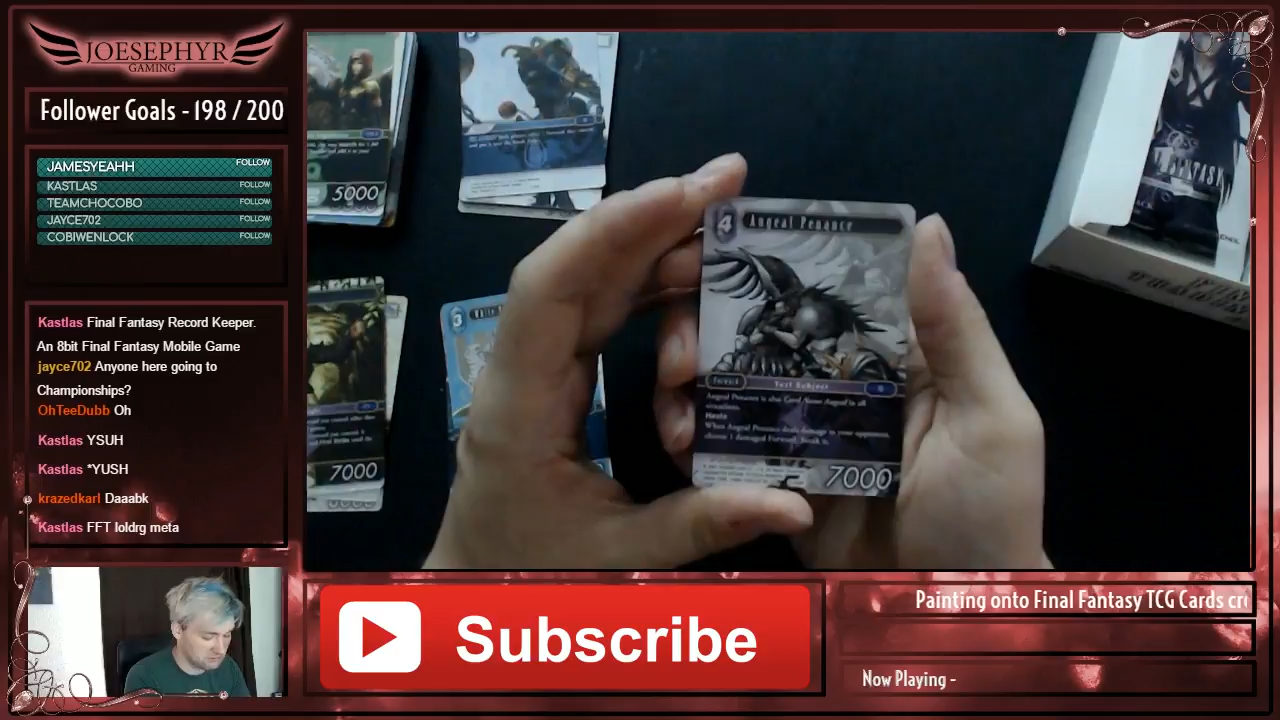 JOESEPHYR
GAMING
Follower Goals - 198 / 200
JAMESYEAHH FOLLOW
KASTLAS FOLLOW
TEAMCHOCOBO FOLLOW
JAYCE702 FOLLOW
COBIWENLOCK FOLLOW
Kastlas Final Fantasy Record Keeper.
An 8bit Final Fantasy Mobile Game
jayce702 Anyone here going to
Championships?
OhTeeDubb Oh
Kastlas YSUH
Kastlas *YUSH
krazedkarl Daaabk
Kastlas FFT loldrg meta
5000
7000
3
4 Angeal Penance
Forward Test Subject
Angeal Penance is also Card Name Angeal in all
situations.
Haste
When Angeal Penance deals damage to your opponent,
choose 1 damaged Forward. Break it.
7000
Subscribe
Painting onto Final Fantasy TCG Cards cr
Now Playing -